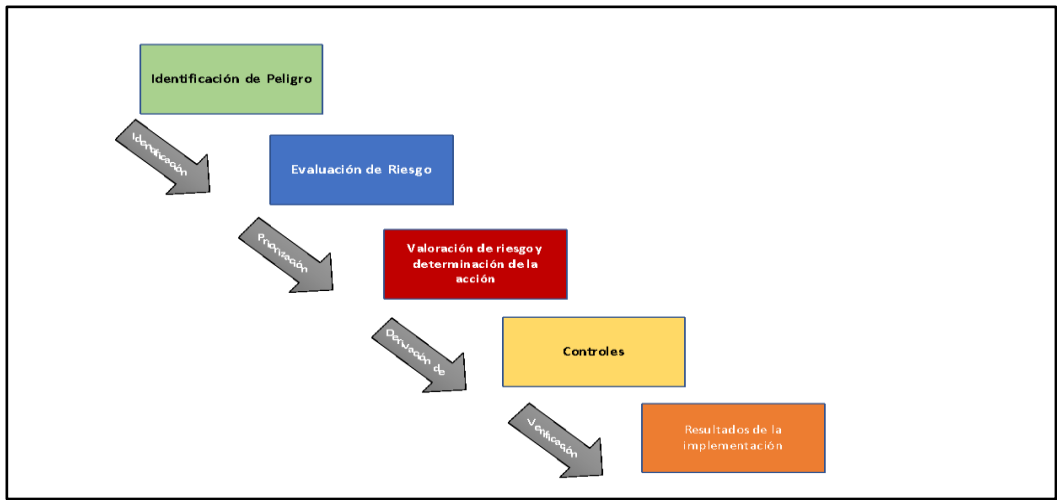 Identificación de Peligro
Identificación
Evaluación de Riesgo
Priorización
Valoración de riesgo y
determinación de la
acción
Derivación de
Controles
Verificación
Resultados de la
implementación